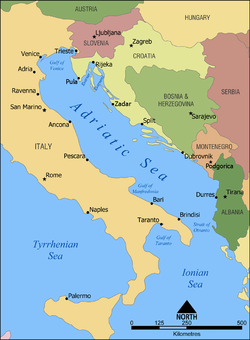 AUSTRIA
HUNGARY
Ljubljana
SLOVENIA
Zagreb
Venice
Trieste
CROATIA
Rijeka
Adria
Gulf of
Venice
Pula
Ravenna
BOSNIA &
HERZEGOVINA
SERBIA
San Marino
Zadar
Sarajevo
Ancona
Split
Adriatic Sea
MONTENEGRO
ITALY
Pescara
Dubrovnik
Podgorica
Rome
Gulf of
Manfredonia
Durres
Tirana
Bari
ALBANIA
Naples
Brindisi
Taranto
Strait of
Otranto
Gulf of
Taranto
Tyrrhenian
Sea
Ionian
Sea
Palermo
NORTH
0
250
500
Kilometres